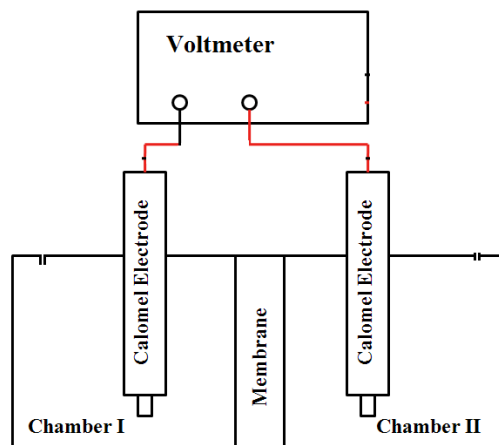 Voltmeter
Calomel Electrode
Calomel Electrode
Membrane
Chamber I
Chamber II